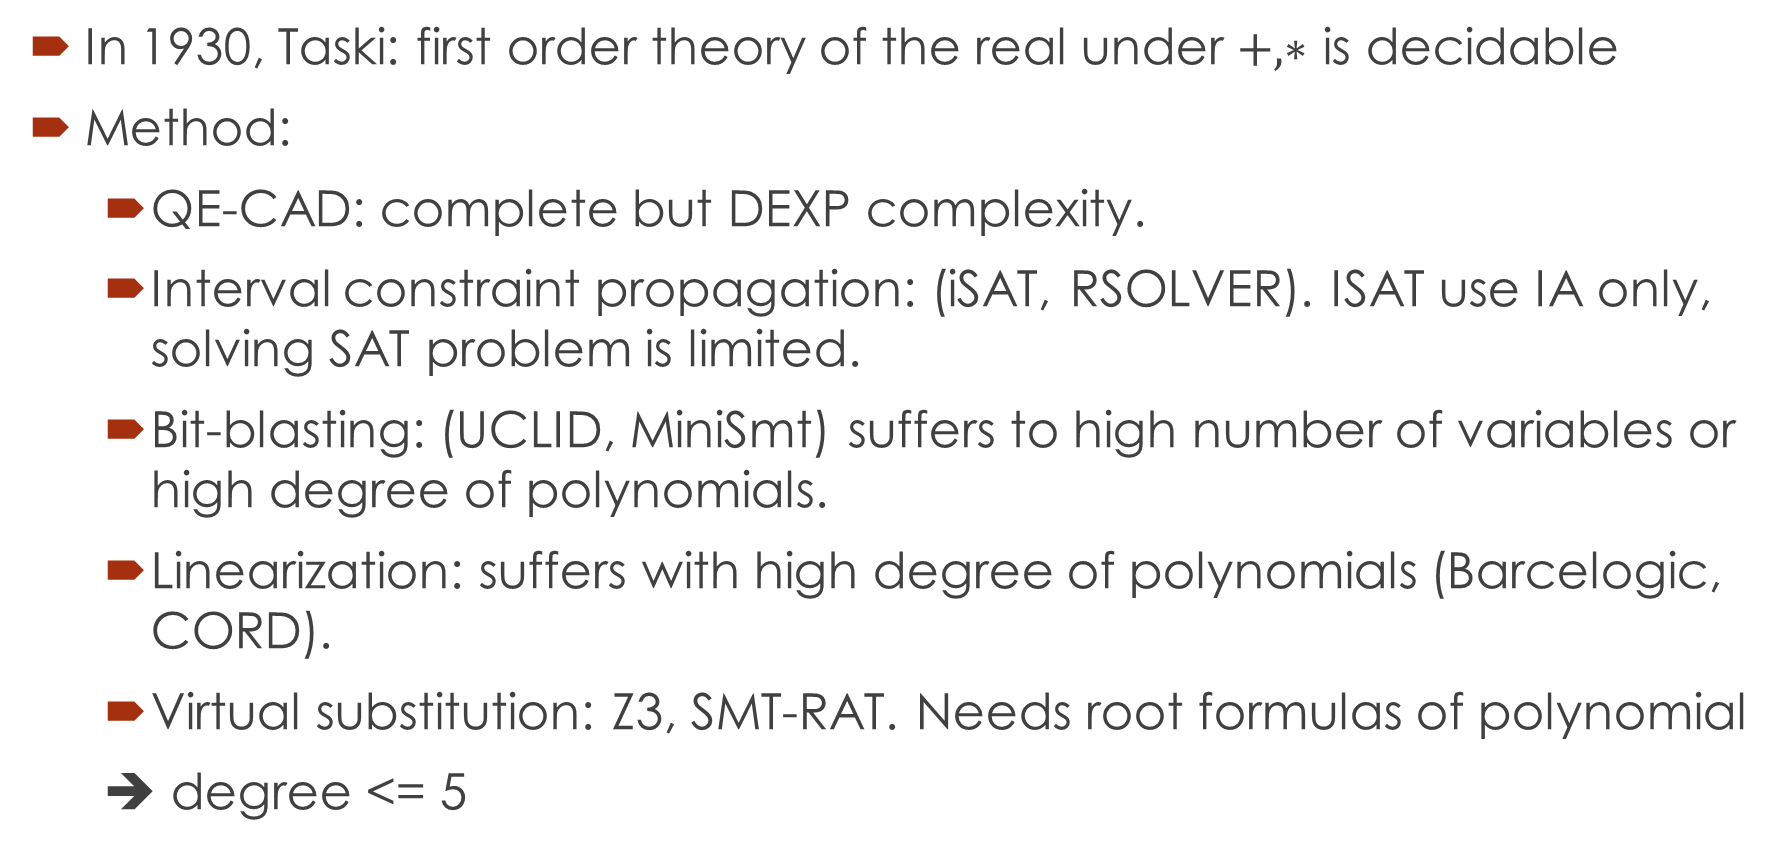 In 1930, Taski: first order theory of the real under +,* is decidable
Method:
QE-CAD: complete but DEXP complexity.
Interval constraint propagation: (iSAT, RSOLVER). ISAT use IA only,
solving SAT problem is limited.
Bit-blasting: (UCLID, MiniSmt) suffers to high number of variables or
high degree of polynomials.
Linearization: suffers with high degree of polynomials (Barcelogic,
CORD).
Virtual substitution: Z3, SMT-RAT. Needs root formulas of polynomial
➔ degree <= 5